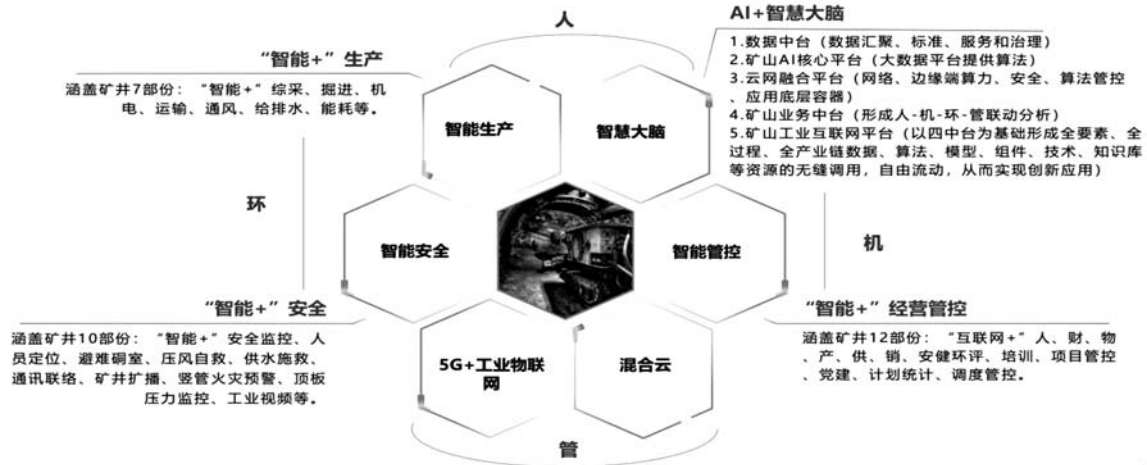 人
AI+智慧大脑
1.数据中台（数据汇聚、标准、服务和治理）
2.矿山AI核心平台（大数据平台提供算法）
3.云网融合平台（网络、边缘端算力、安全、算法管控
、应用底层容器）
4.矿山业务中台（形成人-机-环-管联动分析）
5.矿山工业互联网平台（以四中台为基础形成全要素、全
过程、全产业链数据、算法、模型、组件、技术、知识库
等资源的无缝调用，自由流动，从而实现创新应用）
“智能+”生产
涵盖矿井7部份：“智能+”综采、掘进、机
电、运输、通风、给排水、能耗等。
智能生产
智慧大脑
环
智能安全
智能管控
机
“智能+”安全
涵盖矿井10部份：“智能+”安全监控、人
员定位、避难硐室、压风自救、供水施救、
通讯联络、矿井扩播、竖管火灾预警、顶板
压力监控、工业视频等。
5G+工业物联
网
混合云
“智能+”经营管控
涵盖矿井12部份：“互联网+”人、财、物
、产、供、销、安健环评、培训、项目管控
、党建、计划统计、调度管控。
管